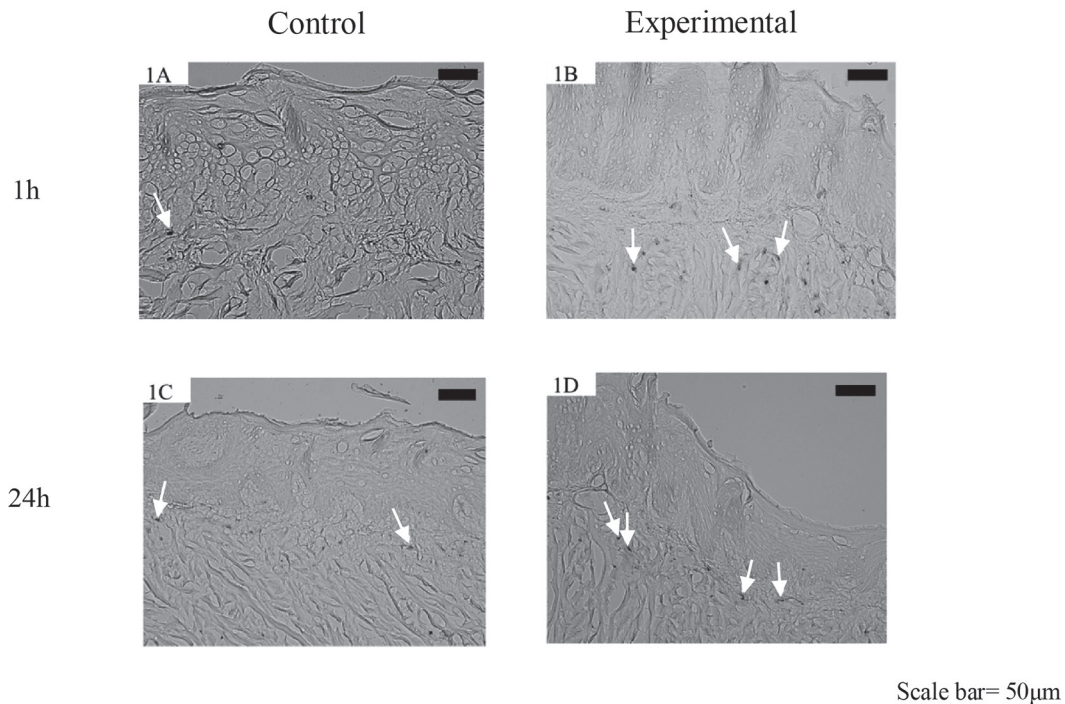 Control
Experimental
1h
1A
1B
24h
1C
1D
Scale bar= 50μm